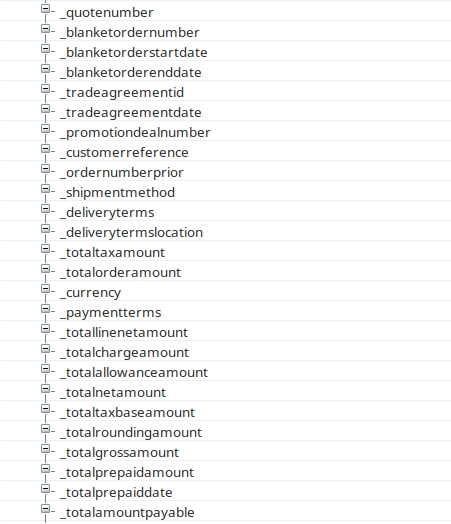 _quotenumber
_blanketordernumber
_blanketorderstartdate
_blanketorderenddate
_tradeagreementid
_tradeagreementdate
_promotiondealnumber
_customerreference
_ordernumberprior
_shipmentmethod
_deliveryterms
_deliverytermslocation
_totaltaxamount
_totalorderamount
_currency
_paymentterms
_totallinenetamount
_totalchargeamount
_totalallowanceamount
_totalnetamount
_totaltaxbaseamount
_totalroundingamount
_totalgrossamount
_totalprepaidamount
_totalprepaiddate
_totalamountpayable